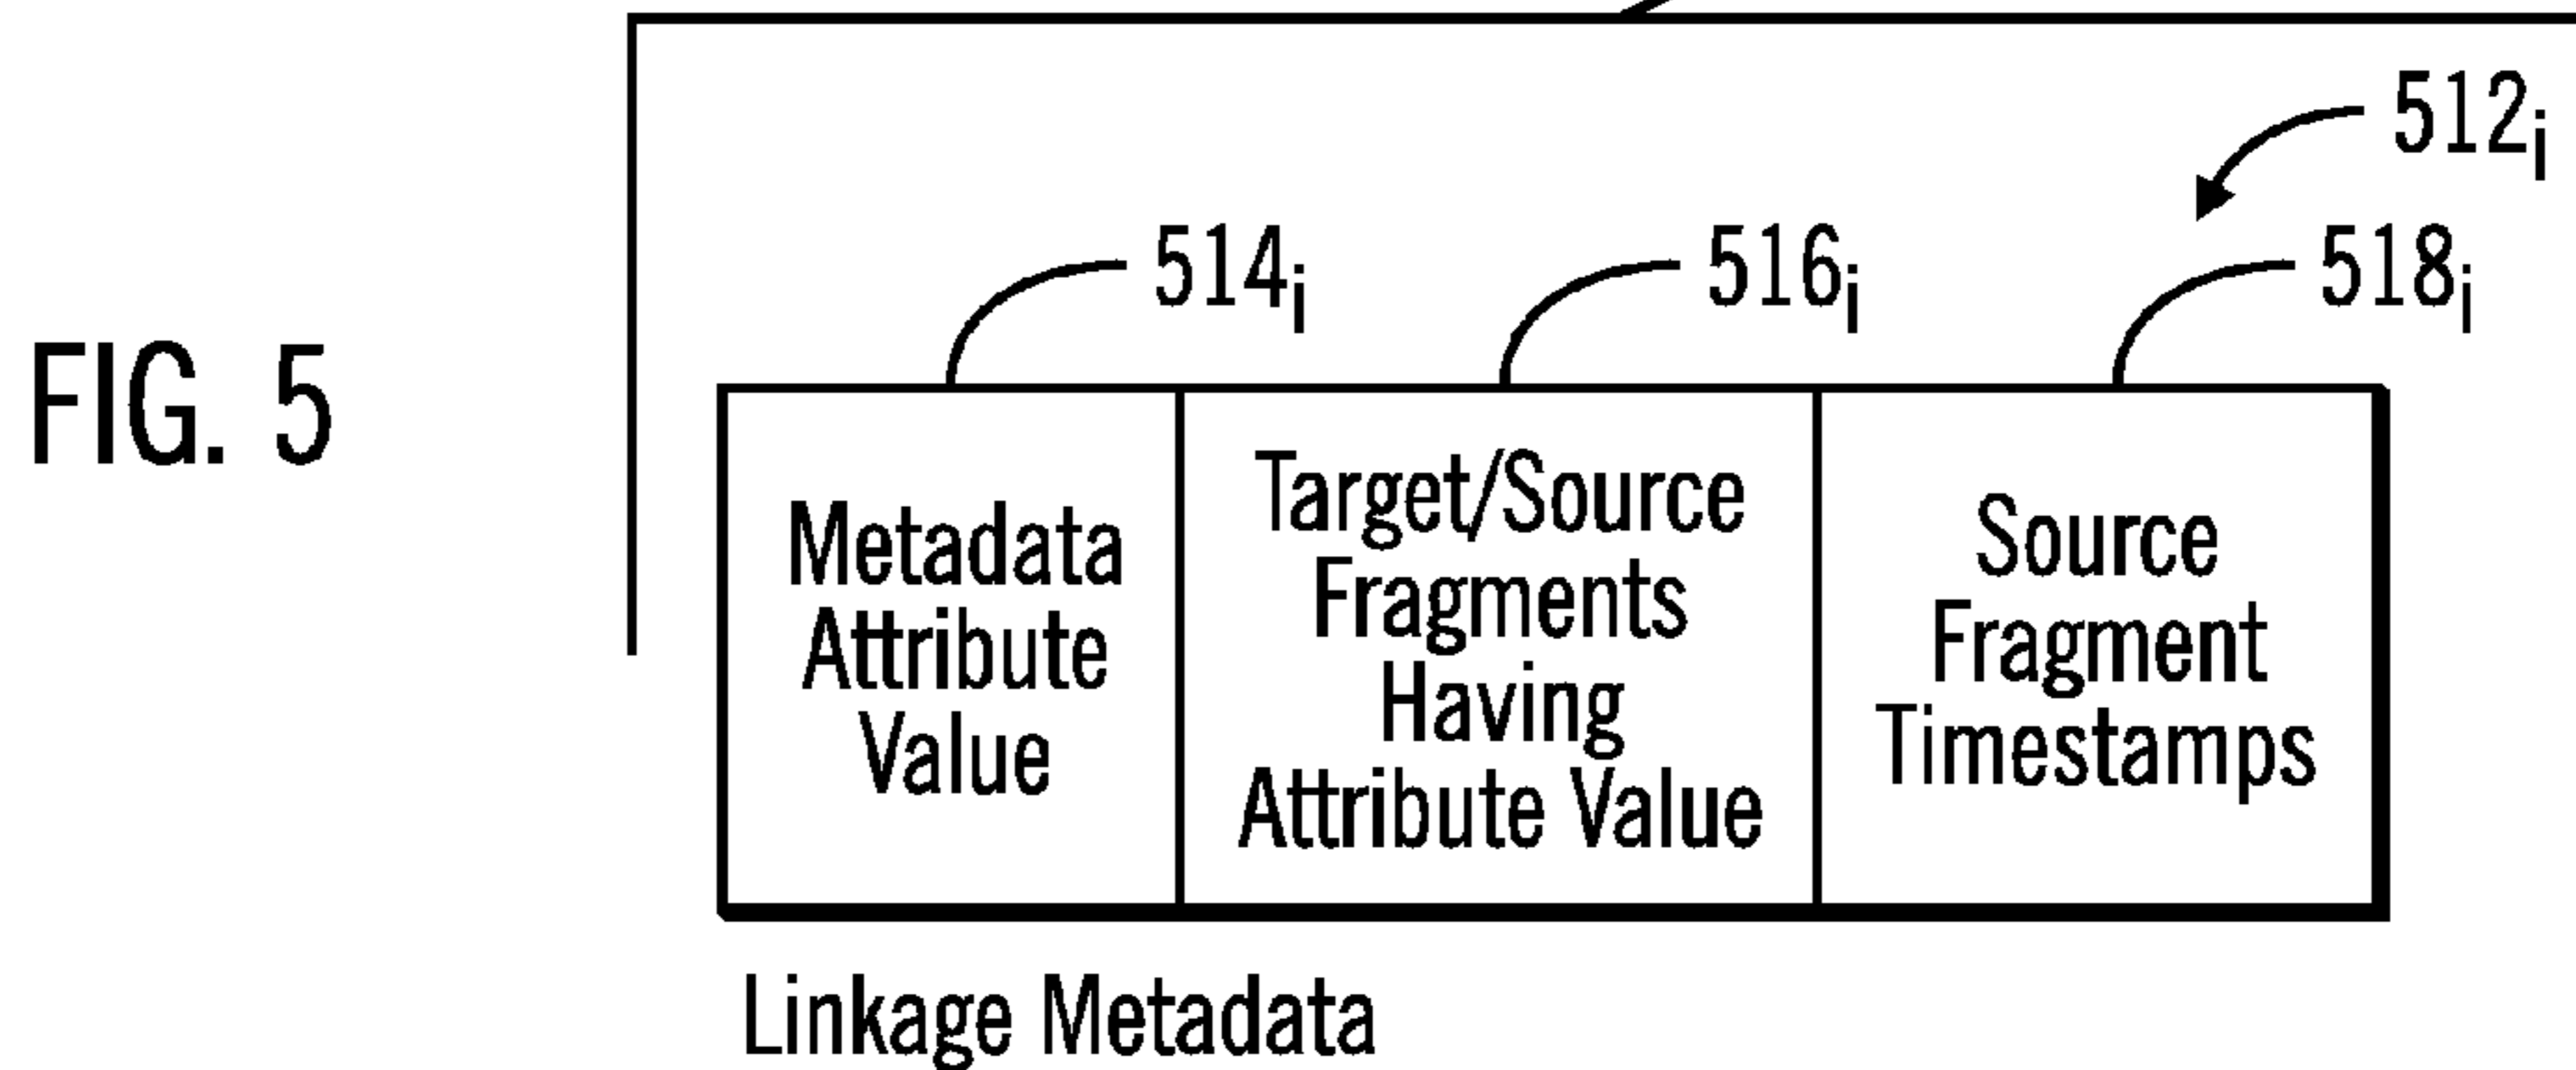 512i
514i
516i
518i
FIG. 5
Metadata
Attribute
Value
Target/Source
Fragments
Having
Attribute Value
Source
Fragment
Timestamps
Linkage Metadata